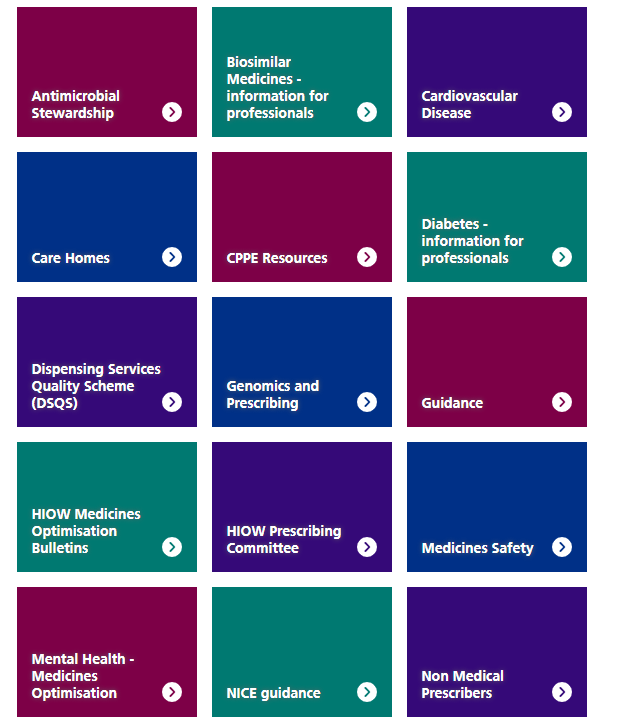 Antimicrobial
Stewardship
Biosimilar
Medicines -
information for
professionals
Cardiovascular
Disease
Care Homes
CPPE Resources
Diabetes -
information for
professionals
Dispensing Services
Quality Scheme
(DSQS)
Genomics and
Prescribing
Guidance
HIOW Medicines
Optimisation
Bulletins
HIOW Prescribing
Committee
Medicines Safety
Mental Health -
Medicines
Optimisation
NICE guidance
Non Medical
Prescribers